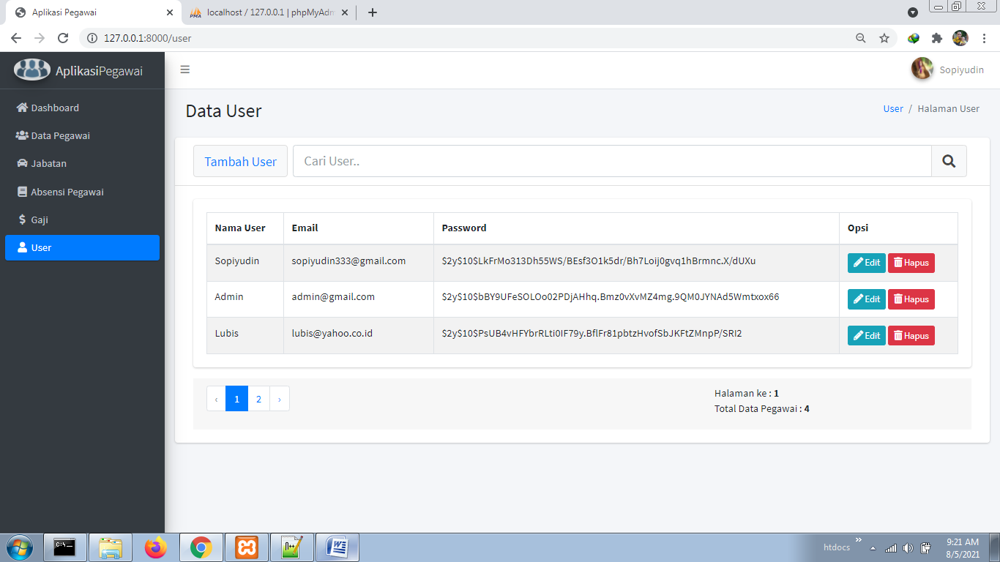 Aplikasi Pegawai
localhost / 127.0.0.1 | phpMyAdm
127.0.0.1:8000/user
AplikasiPegawai
Sopiyudin
Dashboard
Data Pegawai
Jabatan
Absensi Pegawai
Gaji
User
Data User
User / Halaman User
Tambah User
Cari User..
Nama User Email Password Opsi
Sopiyudin sopiyudin333@gmail.com $2y$10$LkFrMo313Dh55WS/BEsf3O1k5dr/Bh7Loij0gvq1hBrmnc.X/dUXu Edit Hapus
Admin admin@gmail.com $2y$10$bBY9UFeSOLOo02PDjAHhq.Bmz0vXvMZ4mg.9QM0JYNAd5Wmtxox66 Edit Hapus
Lubis lubis@yahoo.co.id $2y$10$PsUB4vHFYbrRLti0IF79y.BflFr81pbtzHvofSbJKFtZMnpP/SRI2 Edit Hapus
‹ 1 2 ›
Halaman ke : 1
Total Data Pegawai : 4
htdocs
9:21 AM
8/5/2021